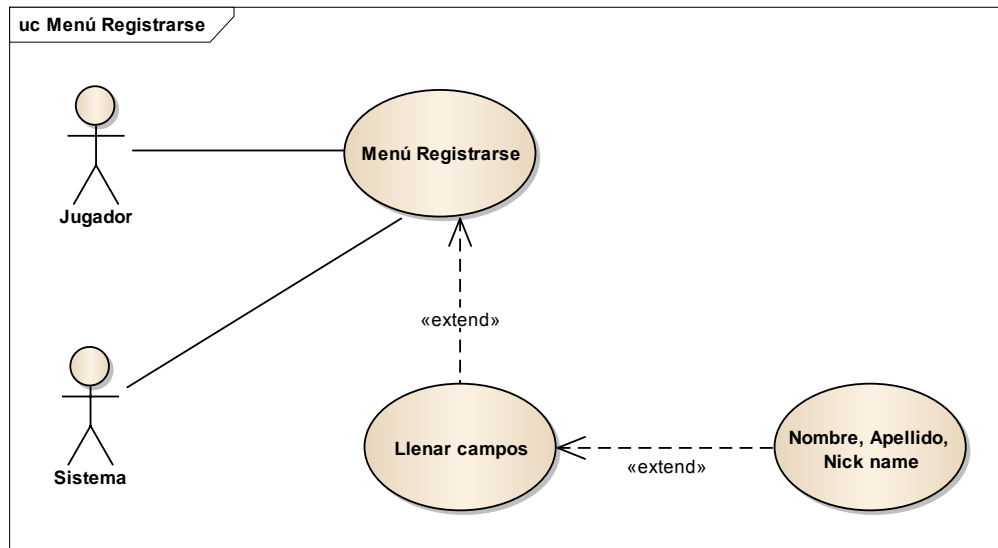 uc Menú Registrarse
Menú Registrarse
Jugador
«extend»
Sistema
Llenar campos
Nombre, Apellido,
Nick name
«extend»